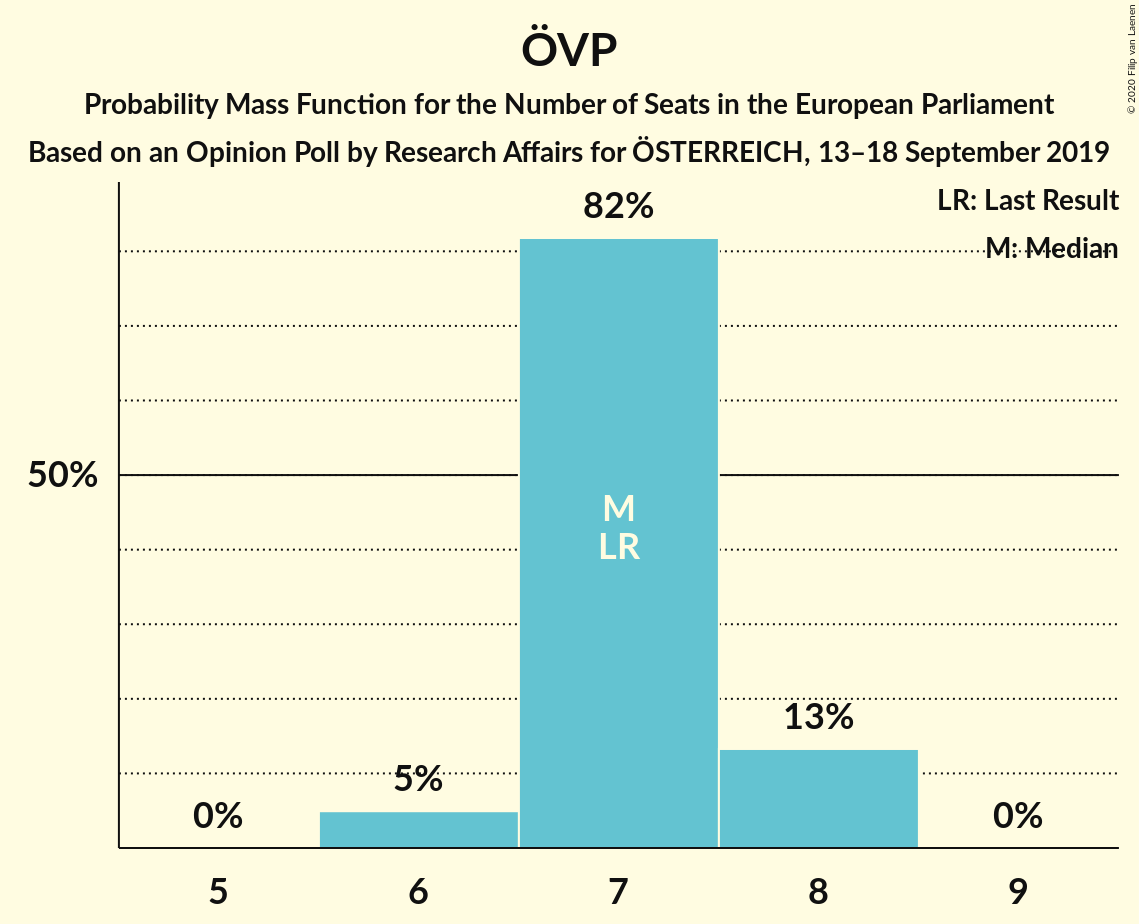 ÖVP
Probability Mass Function for the Number of Seats in the European Parliament
Based on an Opinion Poll by Research Affairs for ÖSTERREICH, 13–18 September 2019
© 2020 Filip van Laenen
LR: Last Result
M: Median
82%
50%
M
LR
13%
5%
0%
0%
5
6
7
8
9